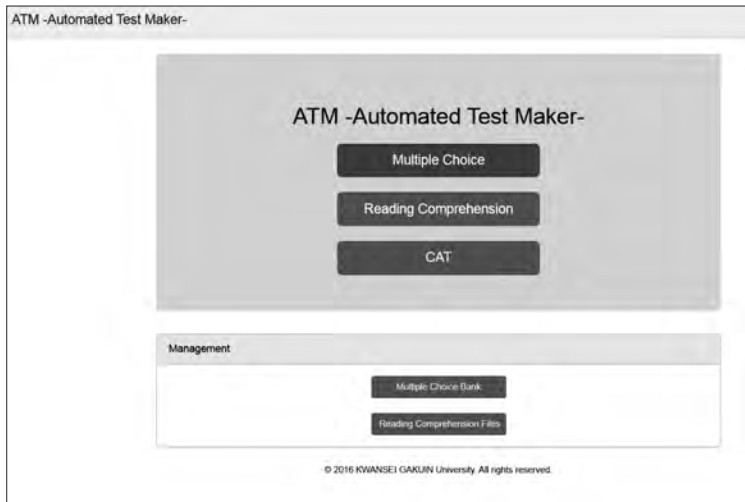 ATM -Automated Test Maker-
ATM -Automated Test Maker-
Multiple Choice
Reading Comprehension
CAT
Management
Multiple Choice Bank
Reading Comprehension Files
© 2016 KWANSEI GAKUIN University. All rights reserved.